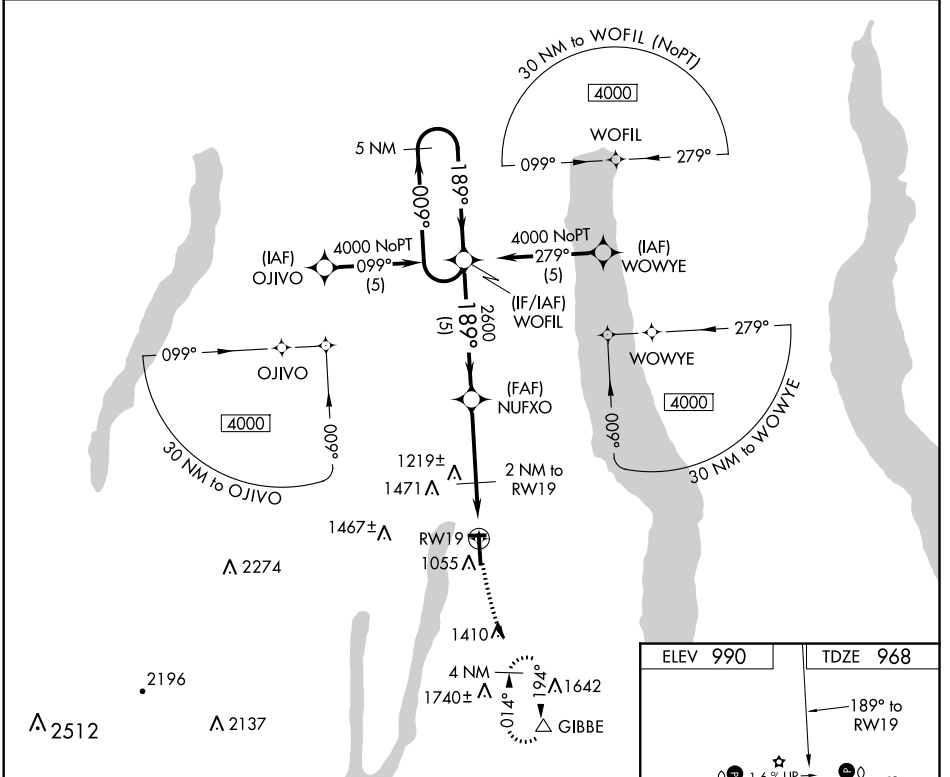 30 NM to WOFIL (NoPT)
4000
WOFIL
099°
279°
5 NM
189°
009°
4000 NoPT
099°
(5)
(IAF)
OJIVO
4000 NoPT
279°
(5)
(IAF)
WOWYE
(IF/IAF)
WOFIL
2600
189°
(5)
099°
OJIVO
4000
009°
30 NM to OJIVO
279°
WOWYE
4000
009°
30 NM to WOWYE
(FAF)
NUFXO
1219±
1471
2 NM to
RW19
1467±
RW19
1055
2274
1410
4 NM
1740±
014°
194°
1642
GIBBE
2196
2512
2137
ELEV 990
TDZE 968
189° to
RW19
P
1.6% UP
P